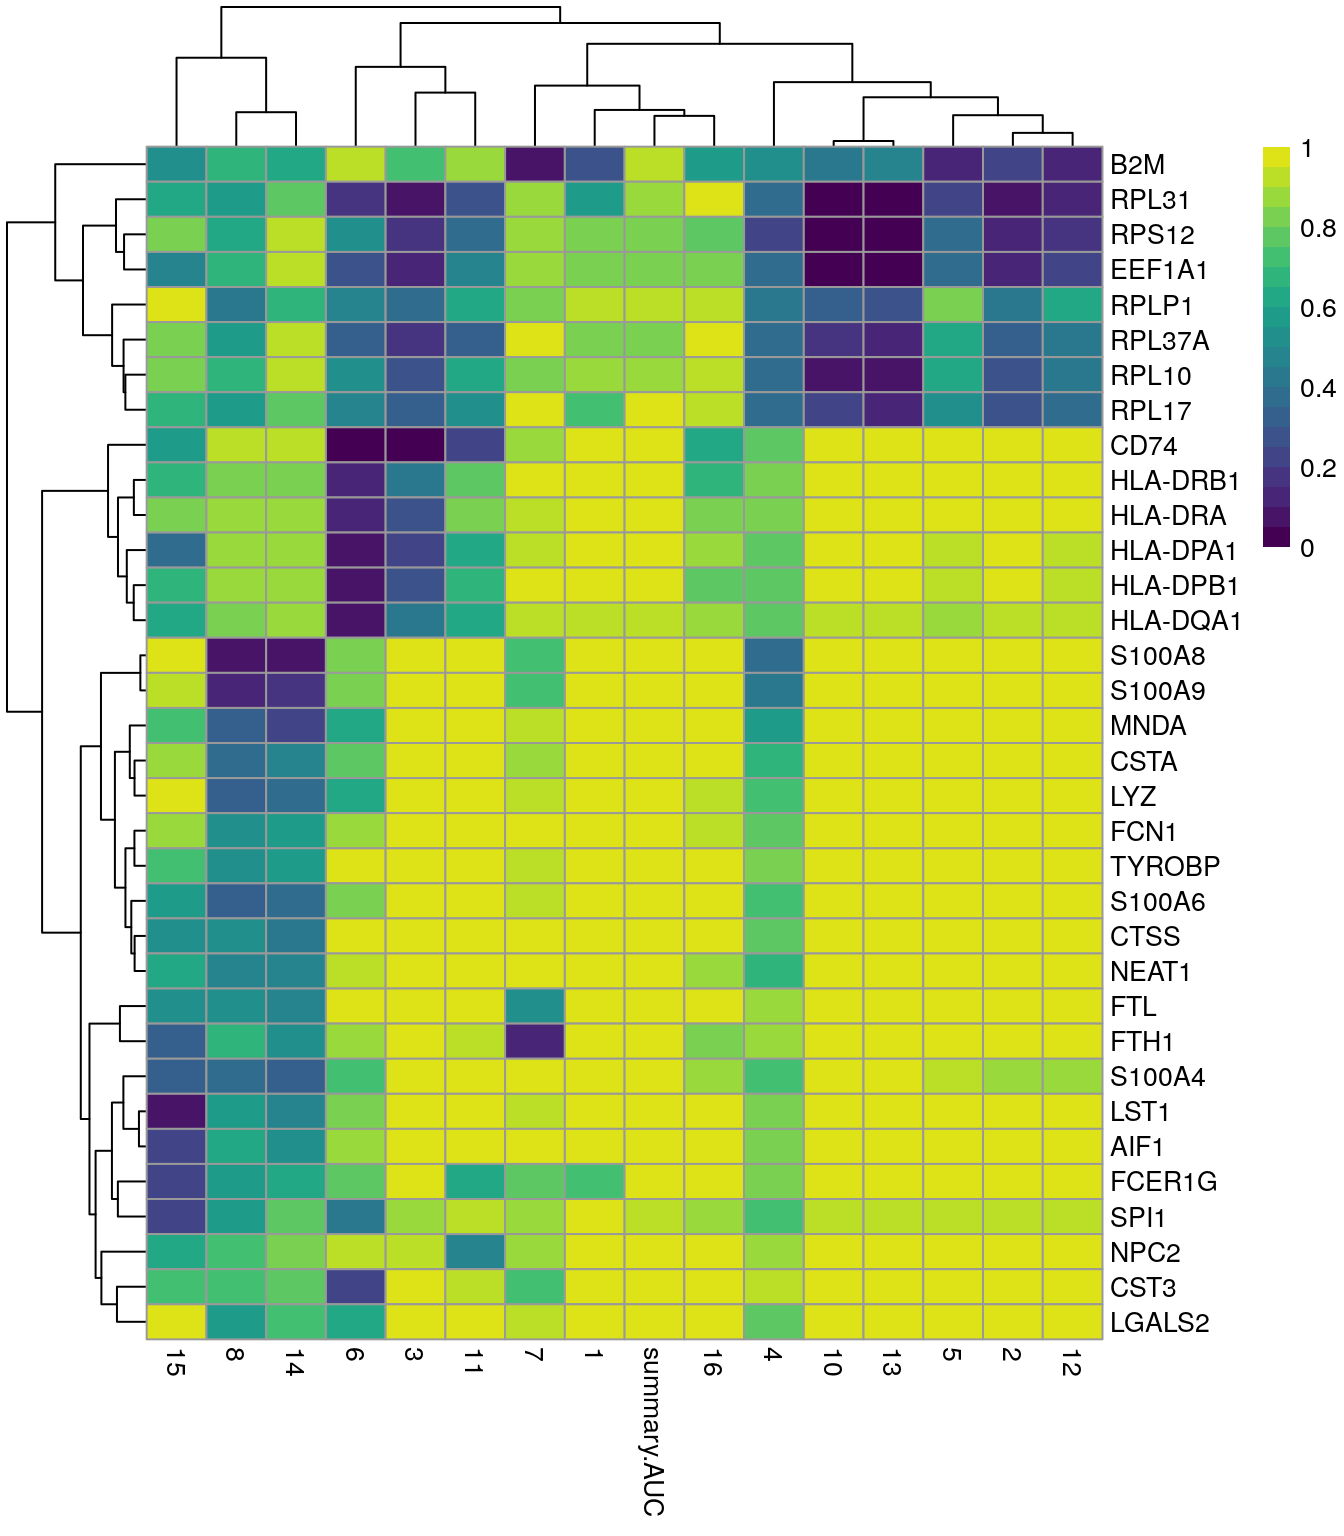 B2M
RPL31
RPS12
EEF1A1
RPLP1
RPL37A
RPL10
RPL17
CD74
HLA-DRB1
HLA-DRA
HLA-DPA1
HLA-DPB1
HLA-DQA1
S100A8
S100A9
MNDA
CSTA
LYZ
FCN1
TYROBP
S100A6
CTSS
NEAT1
FTL
FTH1
S100A4
LST1
AIF1
FCER1G
SPI1
NPC2
CST3
LGALS2
15
8
14
6
3
11
7
1
summary.AUC
16
4
10
13
5
2
12
1
0.8
0.6
0.4
0.2
0